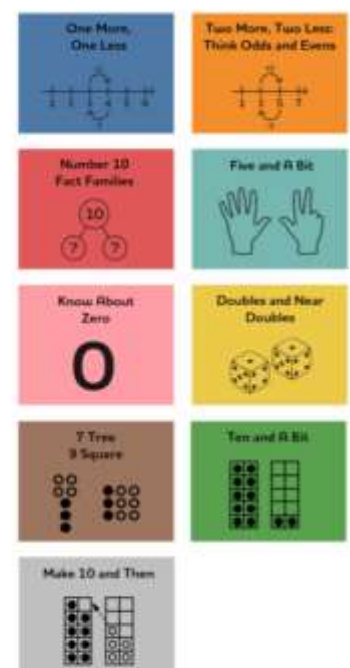 One More,
One Less
Two More, Two Less:
Think Odds and Evens
Number 10
Fact Families
10
? ?
Five and A Bit
Know About
Zero
0
Doubles and Near
Doubles
7 Tree
9 Square
Ten and A Bit
Make 10 and Then